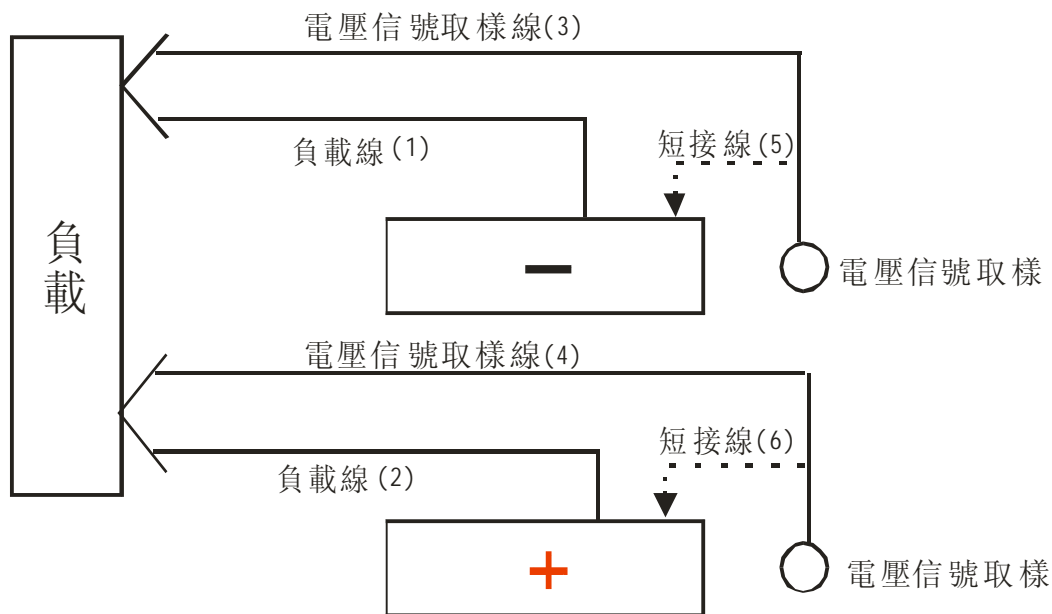 電壓信號取樣線(3)
負載線(1)
短接線(5)
負載
−
電壓信號取樣
電壓信號取樣線(4)
短接線(6)
負載線(2)
+
電壓信號取樣